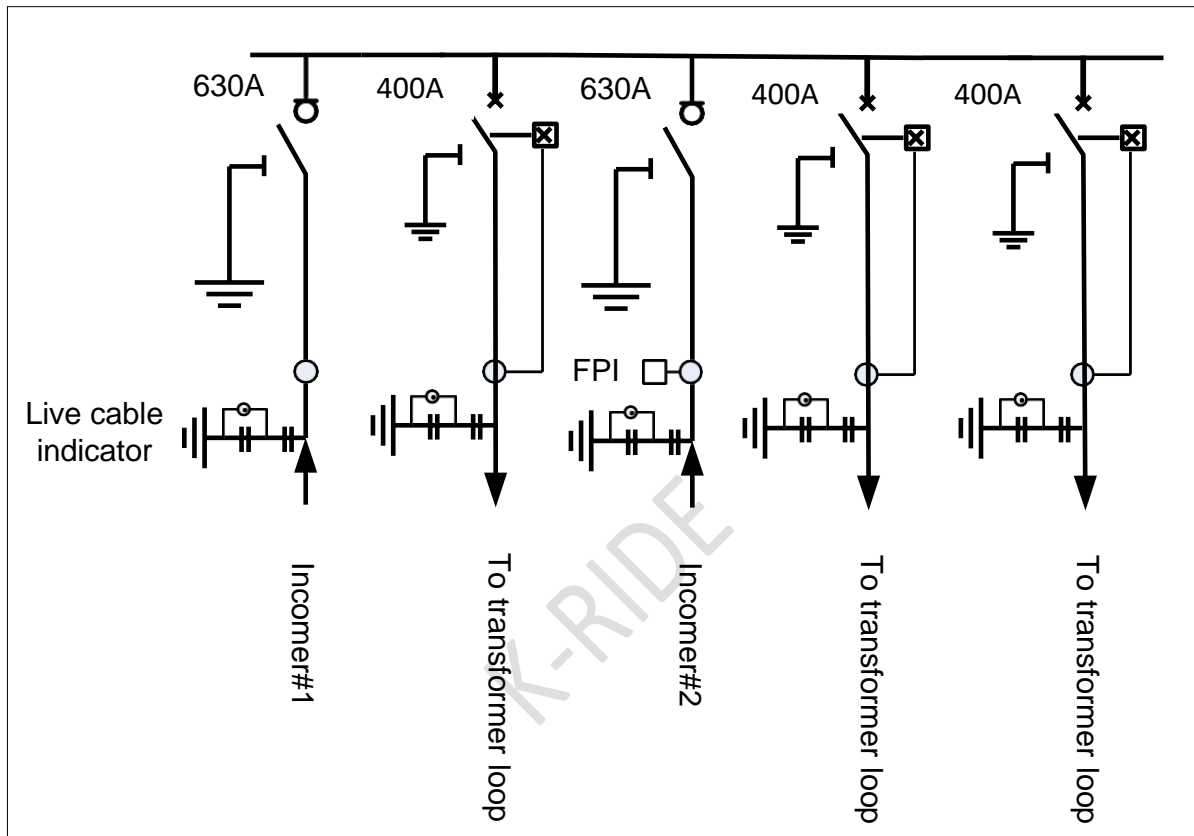 630A
400A
630A
400A
400A
FPI
Live cable
indicator
Incomer#1
To transformer loop
Incomer#2
To transformer loop
To transformer loop
K-RIDE